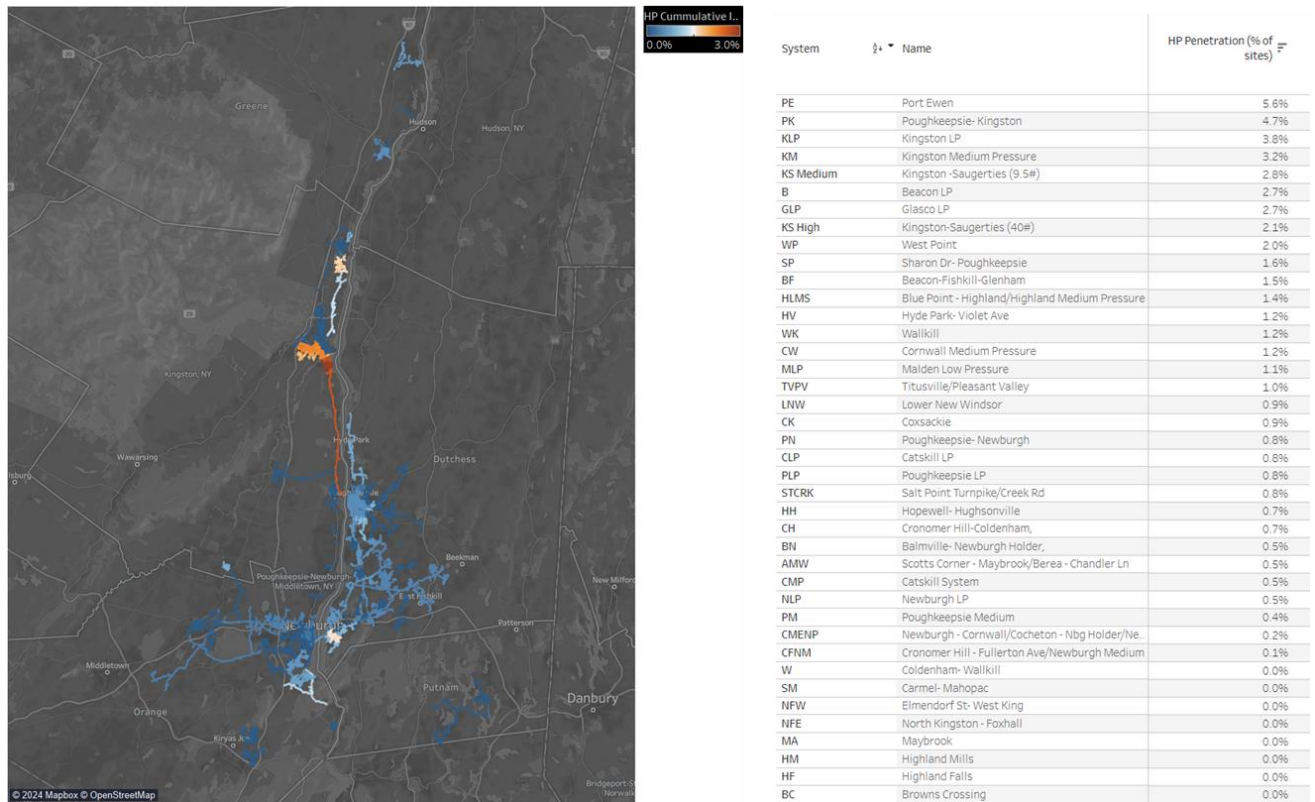 HP Cummulative I..
0.0% 3.0%
Greene
Hudson
Hudson, NY
Kingston, NY
Hyde Park
Wawarsing
Dutchess
lsburg
Beekman
Poughkeepsie-Newburgh-
Middletown, NY
East Fishkill
New Milford
Patterson
Middletown
Putnam
Danbury
Orange
Kiryas Jo
Bridgeport-S
Norwalk
© 2024 Mapbox © OpenStreetMap
System Name HP Penetration (% of
sites)
PE Port Ewen 5.6%
PK Poughkeepsie- Kingston 4.7%
KLP Kingston LP 3.8%
KM Kingston Medium Pressure 3.2%
KS Medium Kingston -Saugerties (9.5#) 2.8%
B Beacon LP 2.7%
GLP Glasco LP 2.7%
KS High Kingston-Saugerties (40#) 2.1%
WP West Point 2.0%
SP Sharon Dr- Poughkeepsie 1.6%
BF Beacon-Fishkill-Glenham 1.5%
HLMS Blue Point - Highland/Highland Medium Pressure 1.4%
HV Hyde Park- Violet Ave 1.2%
WK Wallkill 1.2%
CW Cornwall Medium Pressure 1.2%
MLP Malden Low Pressure 1.1%
TVPV Titusville/Pleasant Valley 1.0%
LNW Lower New Windsor 0.9%
CK Coxsackie 0.9%
PN Poughkeepsie- Newburgh 0.8%
CLP Catskill LP 0.8%
PLP Poughkeepsie LP 0.8%
STCRK Salt Point Turnpike/Creek Rd 0.8%
HH Hopewell- Hughsonville 0.7%
CH Cronomer Hill-Coldenham, 0.7%
BN Balmville- Newburgh Holder, 0.5%
AMW Scotts Corner - Maybrook/Berea - Chandler Ln 0.5%
CMP Catskill System 0.5%
NLP Newburgh LP 0.5%
PM Poughkeepsie Medium 0.4%
CMENP Newburgh - Cornwall/Cocheton - Nbg Holder/Ne.. 0.2%
CFNM Cronomer Hill - Fullerton Ave/Newburgh Medium 0.1%
W Coldenham- Wallkill 0.0%
SM Carmel- Mahopac 0.0%
NFW Elmendorf St- West King 0.0%
NFE North Kingston - Foxhall 0.0%
MA Maybrook 0.0%
HM Highland Mills 0.0%
HF Highland Falls 0.0%
BC Browns Crossing 0.0%